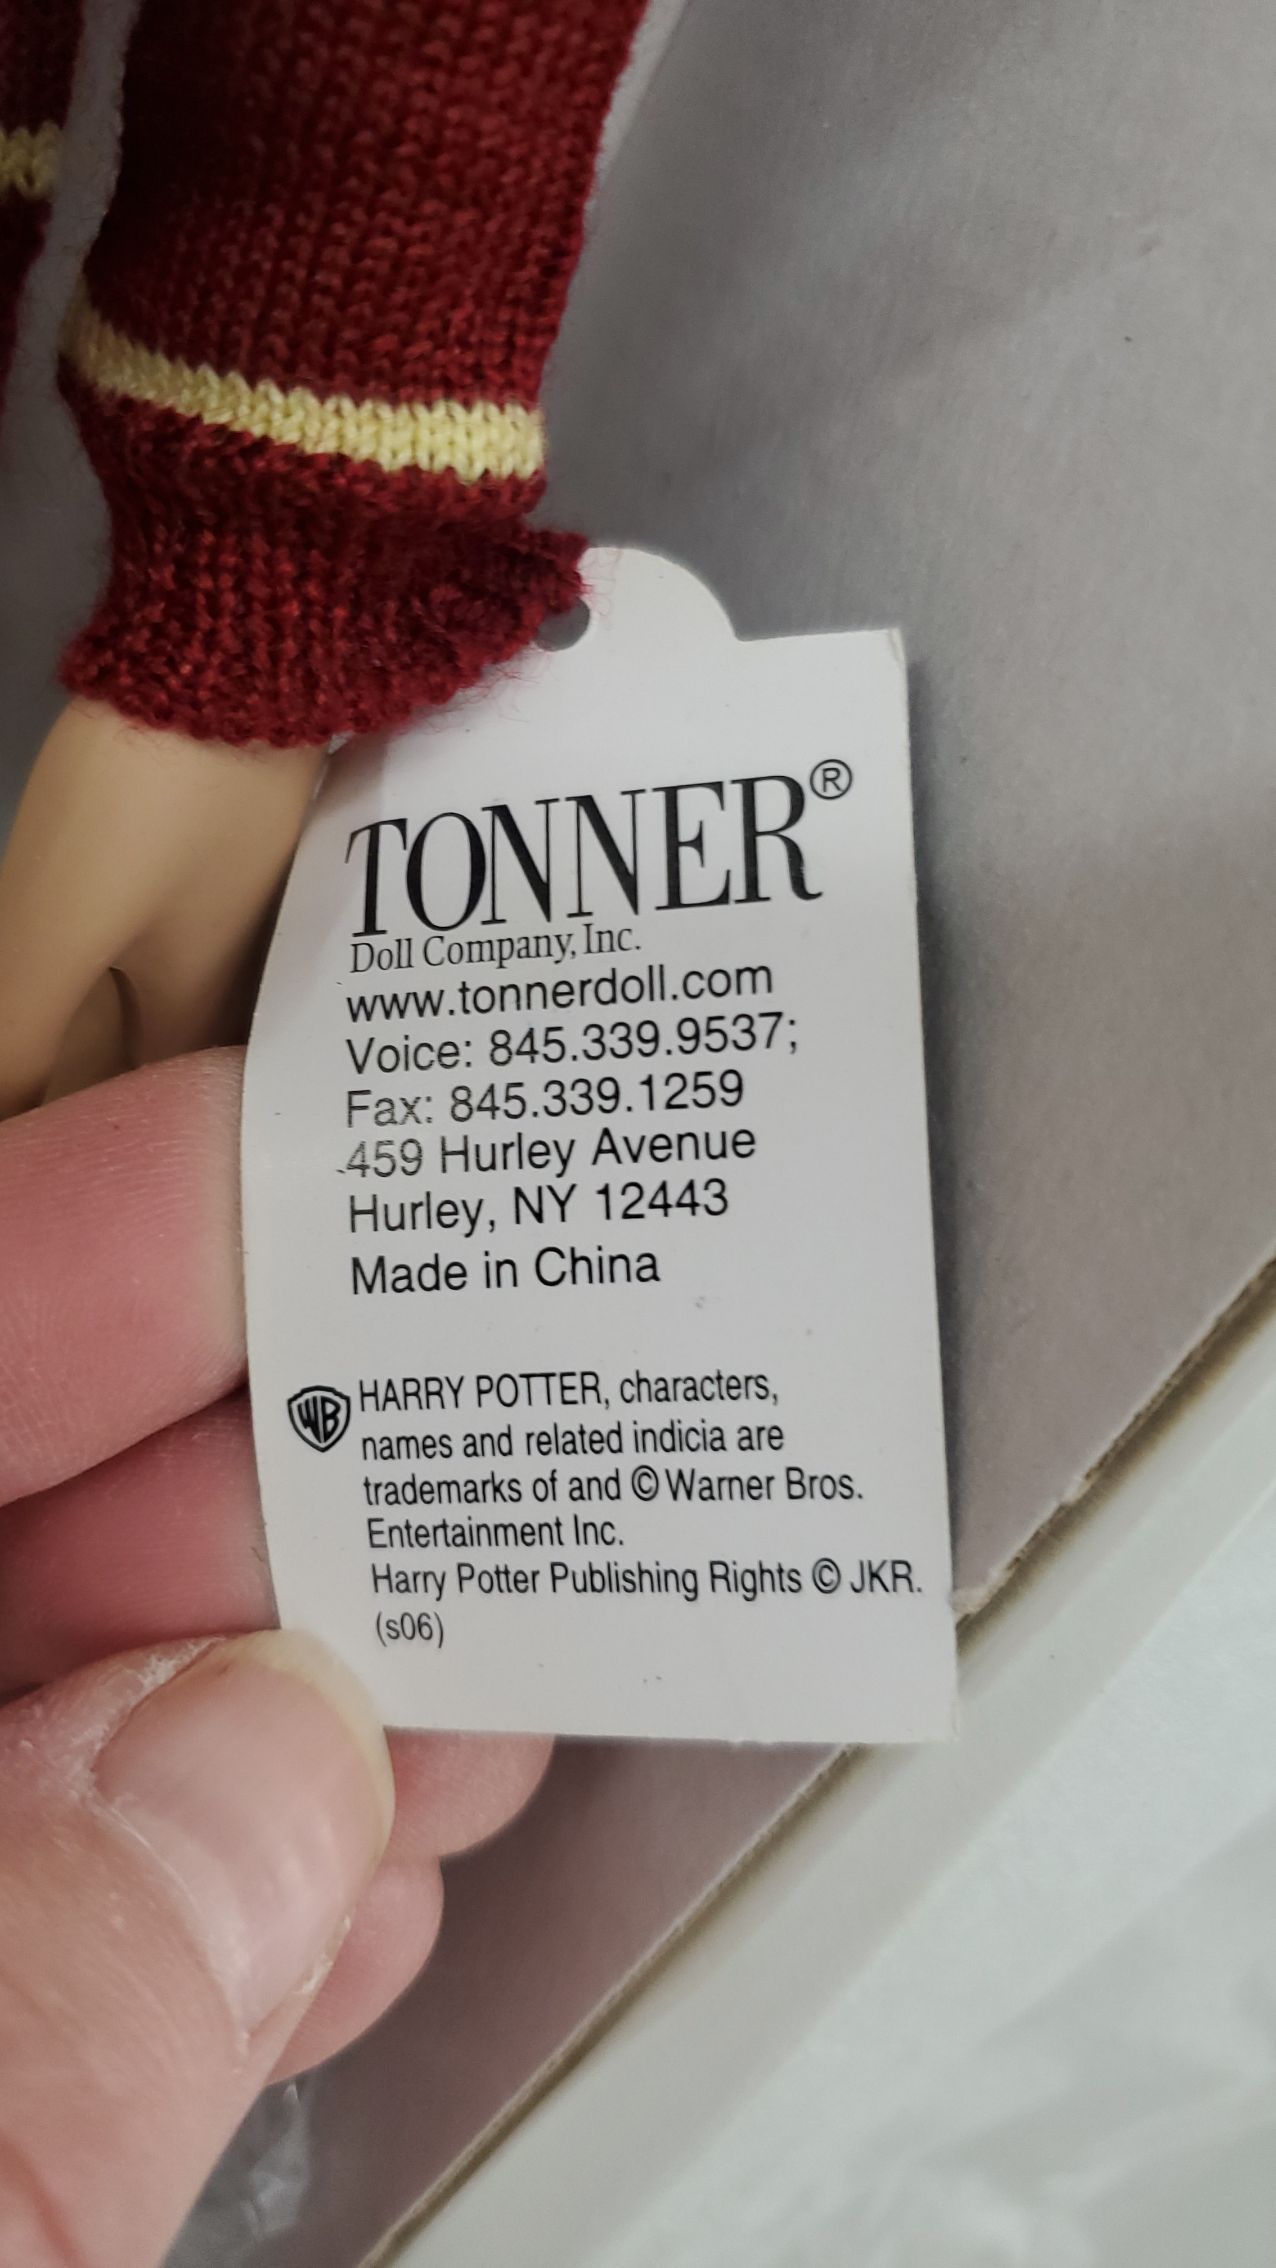 TONNER®
Doll Company, Inc.
www.tonnerdoll.com
Voice: 845.339.9537;
Fax: 845.339.1259
459 Hurley Avenue
Hurley, NY 12443
Made in China
WB
HARRY POTTER, characters,
names and related indicia are
trademarks of and © Warner Bros.
Entertainment Inc.
Harry Potter Publishing Rights © JKR.
(s06)